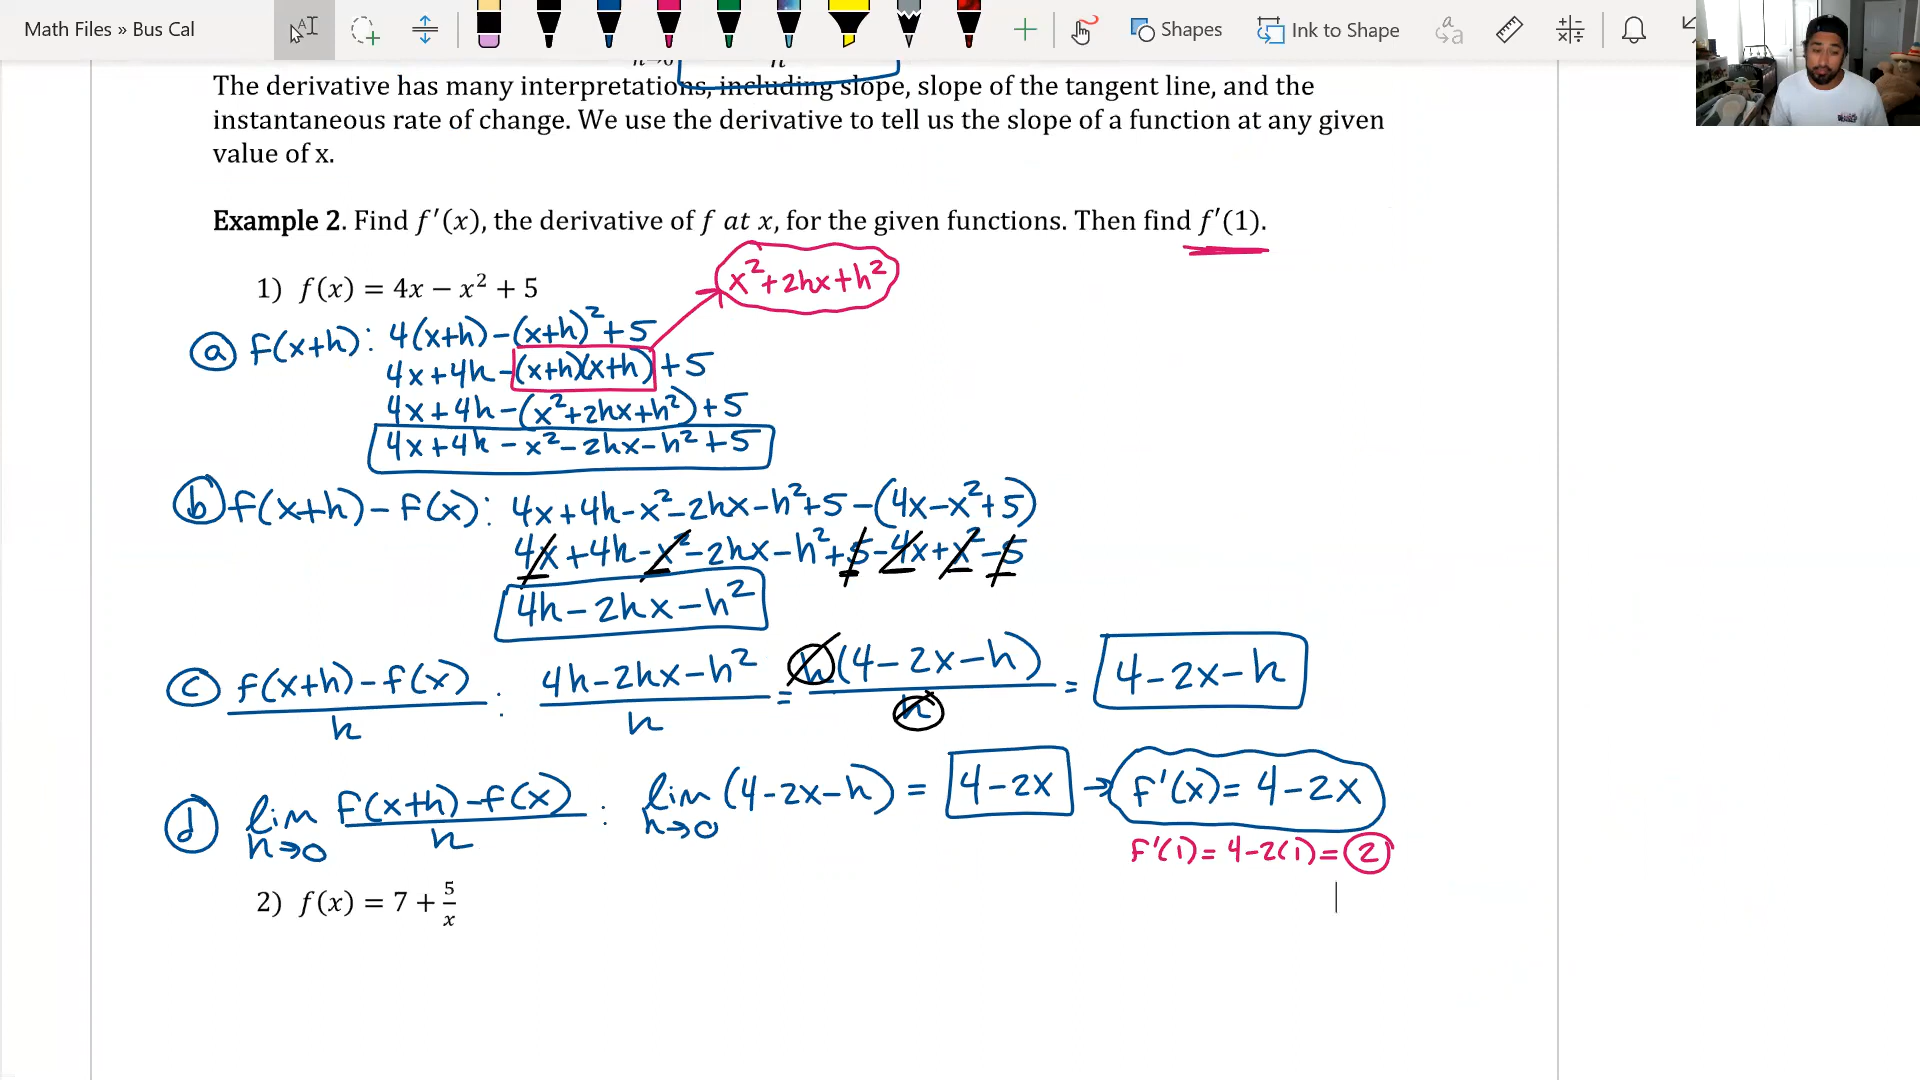 Math Files » Bus Cal
Shapes
Ink to Shape
The derivative has many interpretations, including slope, slope of the tangent line, and the
instantaneous rate of change. We use the derivative to tell us the slope of a function at any given
value of x.
Example 2. Find f′(x), the derivative of f at x, for the given functions. Then find f′(1).
x²+2hx+h²
1) f(x) = 4x − x² + 5
ⓐ f(x+h): 4(x+h)−(x+h)²+5
4x+4h−(x+h)(x+h)+5
4x+4h−(x²+2hx+h²)+5
4x+4h−x²−2hx−h²+5
ⓑ f(x+h)−f(x): 4x+4h−x²−2hx−h²+5−(4x−x²+5)
4x+4h−x²−2hx−h²+5−4x+x²−5
4h−2hx−h²
ⓒ f(x+h)−f(x)/h : 4h−2hx−h²/h = h(4−2x−h)/h = 4−2x−h
ⓓ lim h→0 f(x+h)−f(x)/h : lim h→0 (4−2x−h) = 4−2x → f'(x)= 4−2x
f'(1)= 4−2(1)= 2
2) f(x) = 7 + 5/x